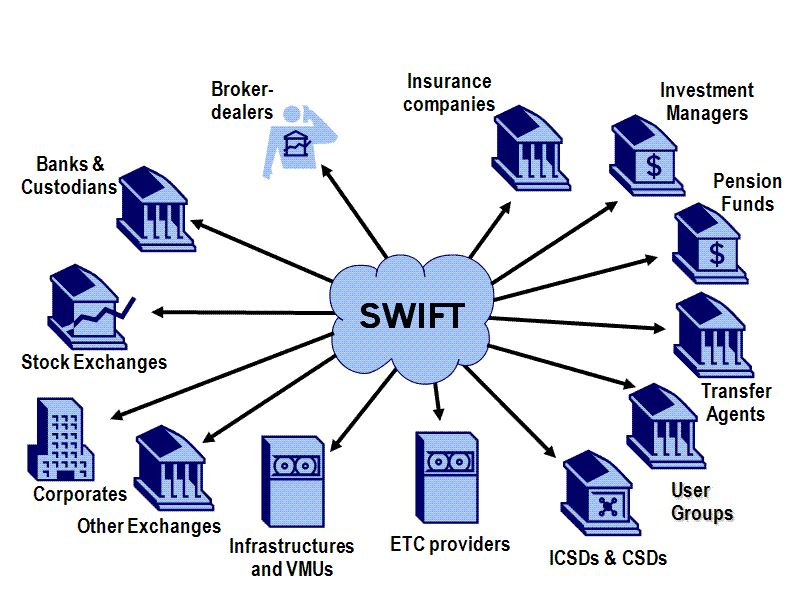 Broker-
dealers
Insurance
companies
Investment
Managers
Banks &
Custodians
Pension
Funds
SWIFT
Stock Exchanges
Transfer
Agents
Corporates
Other Exchanges
User
Groups
Infrastructures
and VMUs
ETC providers
ICSDs & CSDs
$
$